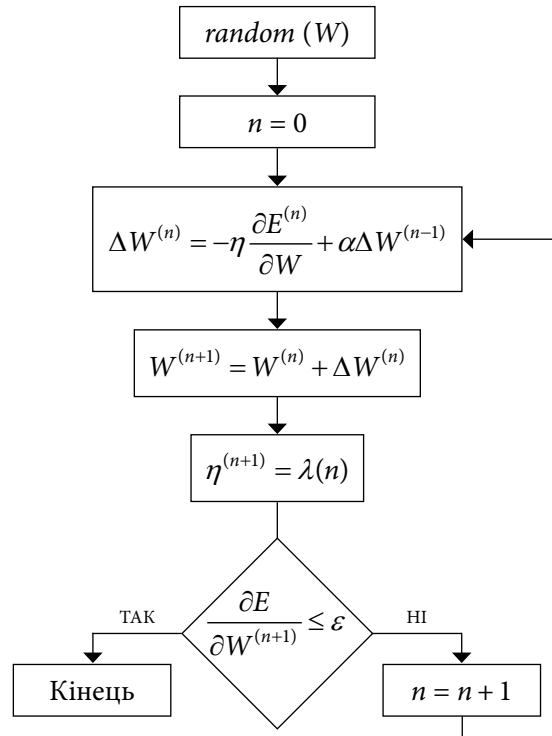 random (W)
n = 0
ΔW⁽ⁿ⁾ = −η ∂E⁽ⁿ⁾/∂W + αΔW⁽ⁿ⁻¹⁾
W⁽ⁿ⁺¹⁾ = W⁽ⁿ⁾ + ΔW⁽ⁿ⁾
η⁽ⁿ⁺¹⁾ = λ(n)
ТАК
∂E/∂W⁽ⁿ⁺¹⁾ ≤ ε
НІ
Кінець
n = n + 1